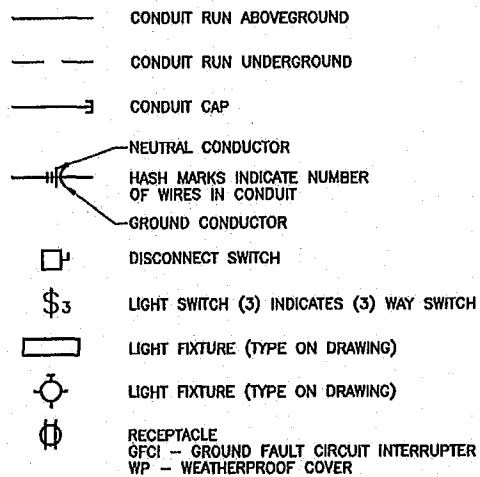 CONDUIT RUN ABOVEGROUND
CONDUIT RUN UNDERGROUND
CONDUIT CAP
NEUTRAL CONDUCTOR
HASH MARKS INDICATE NUMBER
OF WIRES IN CONDUIT
GROUND CONDUCTOR
DISCONNECT SWITCH
$3 LIGHT SWITCH (3) INDICATES (3) WAY SWITCH
LIGHT FIXTURE (TYPE ON DRAWING)
LIGHT FIXTURE (TYPE ON DRAWING)
RECEPTACLE
GFCI – GROUND FAULT CIRCUIT INTERRUPTER
WP – WEATHERPROOF COVER